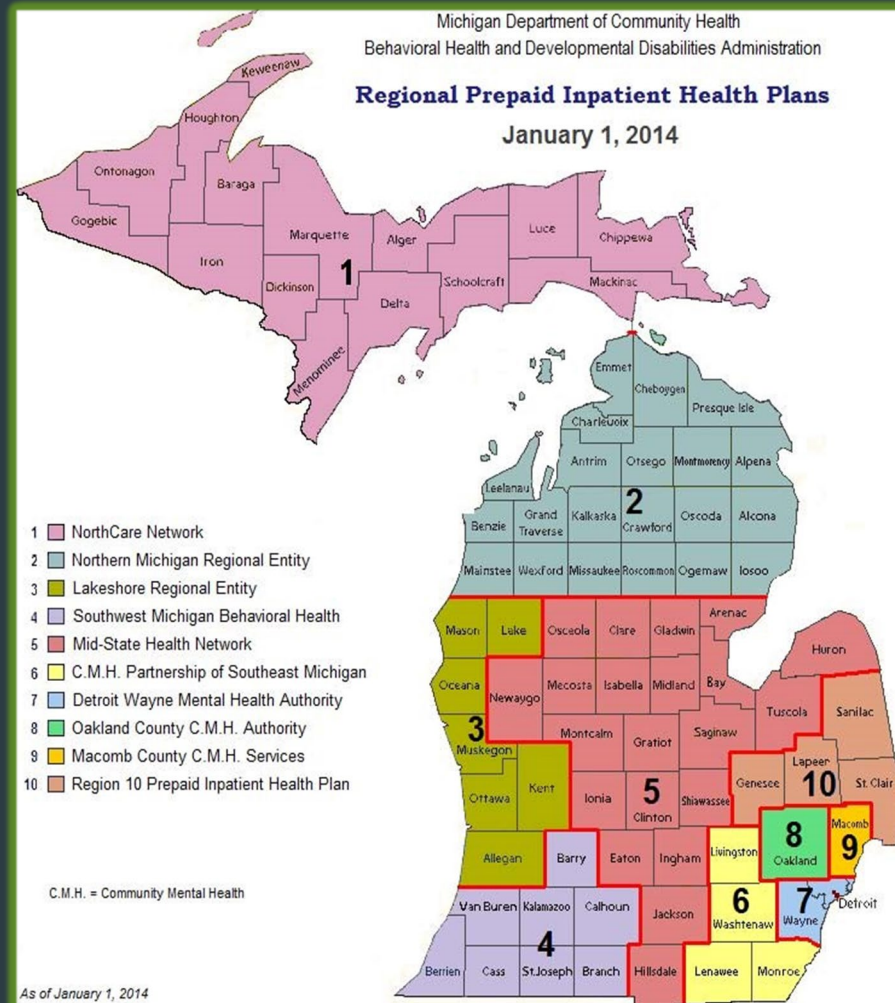 Michigan Department of Community Health
Behavioral Health and Developmental Disabilities Administration
Regional Prepaid Inpatient Health Plans
January 1, 2014
Keweenaw
Houghton
Ontonagon
Baraga
Gogebic
Marquette
Alger
Luce
Chippewa
Iron
1
Dickinson
Schoolcraft
Mackinac
Delta
Menominee
Emmet
Cheboygen
Presque Isle
Charlevoix
Antrim
Otsego
Montmorency
Alpena
Leelanau
2
Benzie
Grand
Traverse
Kalkaska
Crawford
Oscoda
Alcona
Mainstee
Wexford
Missaukee
Roscommon
Ogemaw
Iosoo
1 NorthCare Network
2 Northern Michigan Regional Entity
3 Lakeshore Regional Entity
4 Southwest Michigan Behavioral Health
5 Mid-State Health Network
6 C.M.H. Partnership of Southeast Michigan
7 Detroit Wayne Mental Health Authority
8 Oakland County C.M.H. Authority
9 Macomb County C.M.H. Services
10 Region 10 Prepaid Inpatient Health Plan
Mason
Lake
Osceola
Clare
Gladwin
Arenac
Huron
Oceana
Newaygo
Mecosta
Isabella
Midland
Bay
Tuscola
Sanilac
3
Muskegon
Montcalm
Gratiot
Saginaw
Lapeer
Genesee
10
St. Clair
Ottawa
Kent
Ionia
5
Clinton
Shiawassee
Macomb
8
Oakland
9
Allegan
Barry
Eaton
Ingham
Livingston
C.M.H. = Community Mental Health
Van Buren
Kalamazoo
Calhoun
Jackson
6
Washtenaw
7
Wayne
Detroit
4
Berrien
Cass
St.Joseph
Branch
Hillsdale
Lenawee
Monroe
As of January 1, 2014